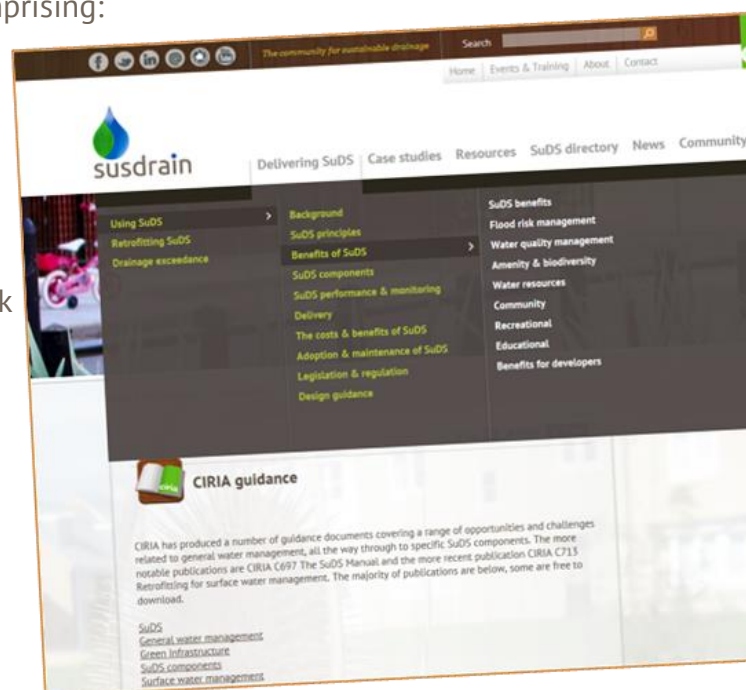 mprising:
k
The community for sustainable drainage
Search
Home Events & Training About Contact
susdrain
Delivering SuDS Case studies Resources SuDS directory News Community
Using SuDS
Retrofitting SuDS
Drainage exceedance
Background
SuDS principles
Benefits of SuDS
SuDS components
SuDS performance & monitoring
Delivery
The costs & benefits of SuDS
Adoption & maintenance of SuDS
Legislation & regulation
Design guidance
SuDS benefits
Flood risk management
Water quality management
Amenity & biodiversity
Water resources
Community
Recreational
Educational
Benefits for developers
ciria
CIRIA guidance
CIRIA has produced a number of guidance documents covering a range of opportunities and challenges
related to general water management, all the way through to specific SuDS components. The more
notable publications are CIRIA C697 The SuDS Manual and the more recent publication CIRIA C713
Retrofitting for surface water management. The majority of publications are below, some are free to
download.
SuDS
General water management
Green Infrastructure
SuDS components
Surface water management